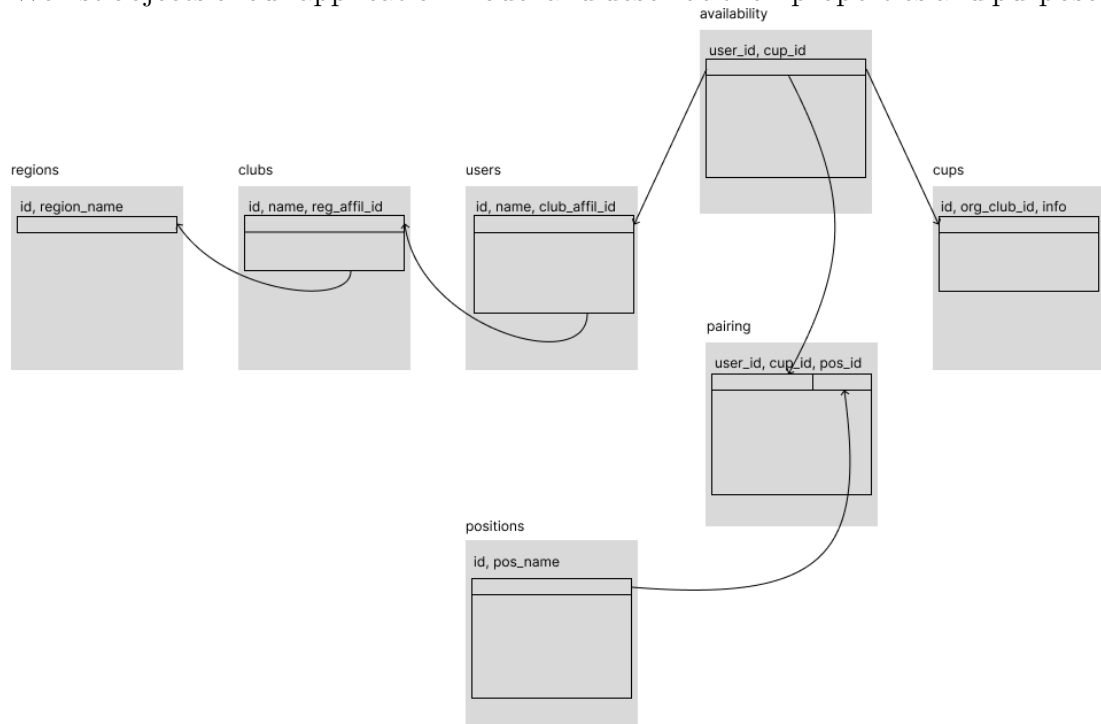 availability
user_id, cup_id
regions
clubs
users
cups
id, region_name
id, name, reg_affil_id
id, name, club_affil_id
id, org_club_id, info
pairing
user_id, cup_id, pos_id
positions
id, pos_name